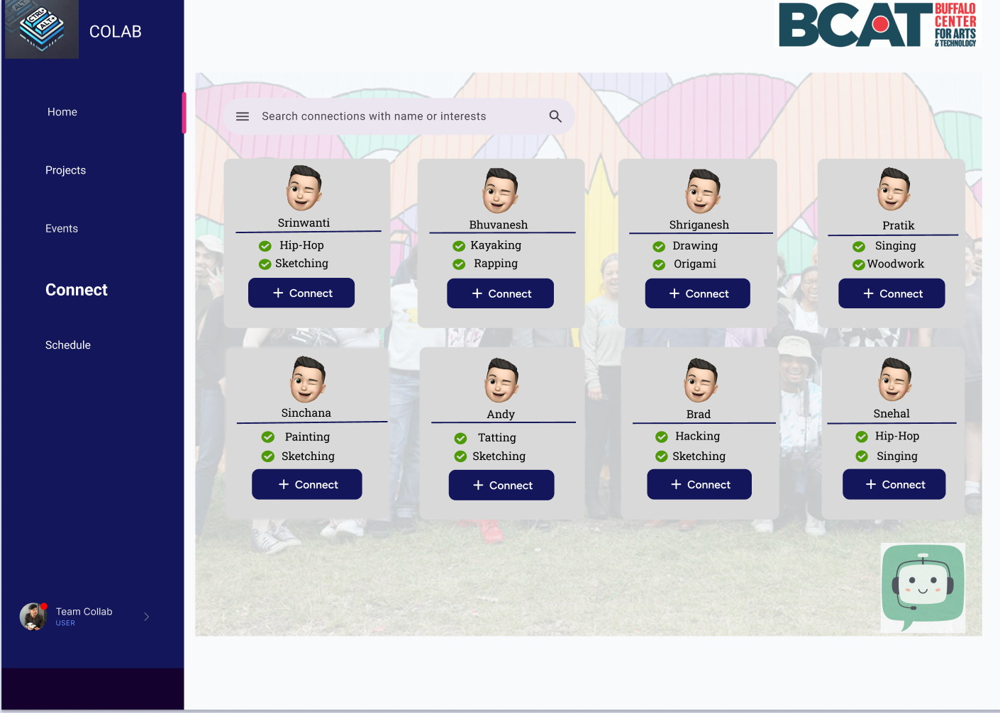 CTRL+
ALT+
COLAB
BCAT
BUFFALO
CENTER
FOR ARTS
& TECHNOLOGY
Home
Projects
Events
Connect
Schedule
Team Collab
USER
Search connections with name or interests
Srinwanti
Hip-Hop
Sketching
+ Connect
Bhuvanesh
Kayaking
Rapping
+ Connect
Shriganesh
Drawing
Origami
+ Connect
Pratik
Singing
Woodwork
+ Connect
Sinchana
Painting
Sketching
+ Connect
Andy
Tatting
Sketching
+ Connect
Brad
Hacking
Sketching
+ Connect
Snehal
Hip-Hop
Singing
+ Connect